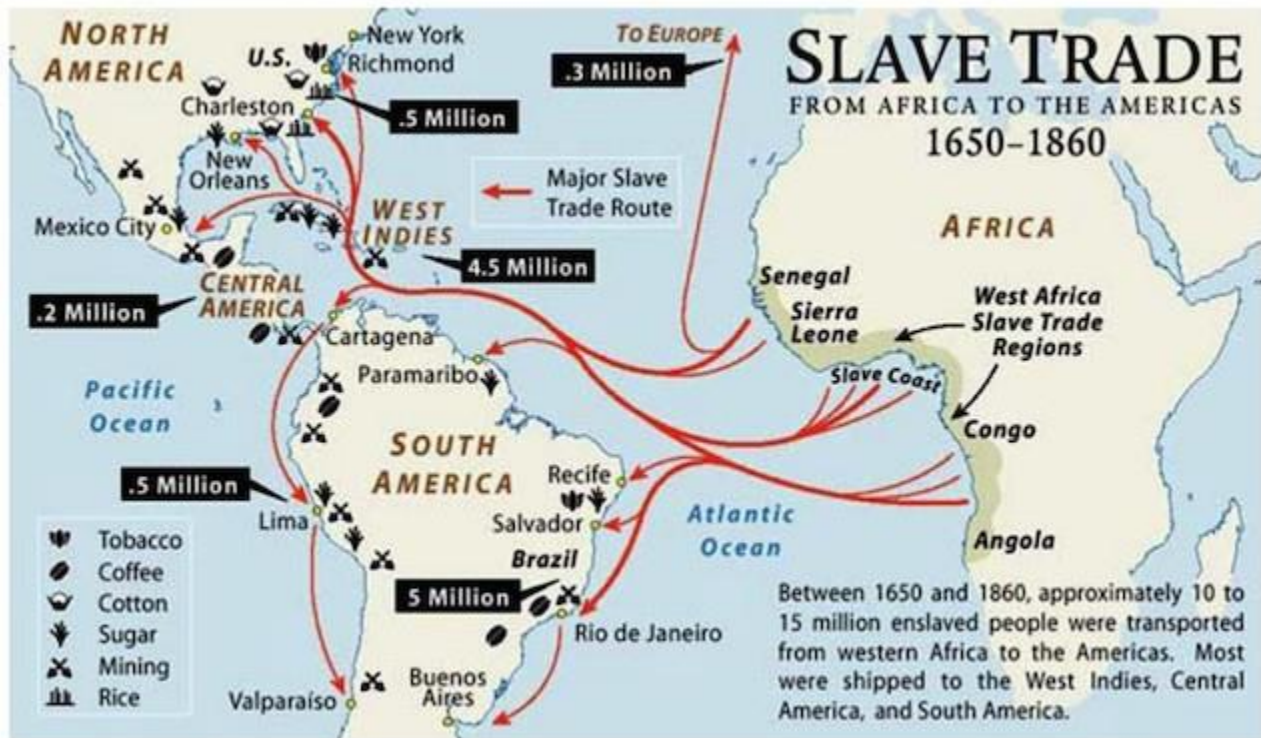 SLAVE TRADE
FROM AFRICA TO THE AMERICAS
1650–1860
NORTH
AMERICA
U.S.
New York
Richmond
Charleston
New
Orleans
Mexico City
.5 Million
TO EUROPE
.3 Million
Major Slave
Trade Route
WEST
INDIES
4.5 Million
CENTRAL
AMERICA
.2 Million
Cartagena
Paramaribo
AFRICA
Senegal
Sierra
Leone
West Africa
Slave Trade
Regions
Slave Coast
Congo
Angola
Pacific
Ocean
SOUTH
AMERICA
.5 Million
Lima
Recife
Salvador
Brazil
5 Million
Rio de Janeiro
Buenos
Aires
Valparaíso
Atlantic
Ocean
Tobacco
Coffee
Cotton
Sugar
Mining
Rice
Between 1650 and 1860, approximately 10 to
15 million enslaved people were transported
from western Africa to the Americas. Most
were shipped to the West Indies, Central
America, and South America.